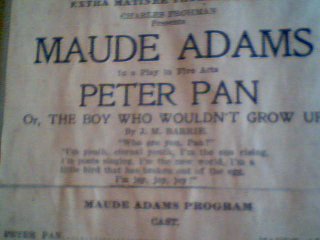 EXTRA MATINEE
CHARLES FROHMAN
Presents
MAUDE ADAMS
In a Play in Five Acts
PETER PAN
Or, THE BOY WHO WOULDN'T GROW UP
By J. M. BARRIE.
"Who are you, Pan?"
"I'm youth, eternal youth, I'm the sun rising,
I'm poets singing, I'm the new world, I'm a
little bird that has broken out of the egg,
I'm joy, joy, joy!"
MAUDE ADAMS PROGRAM
CAST.
PETER PAN